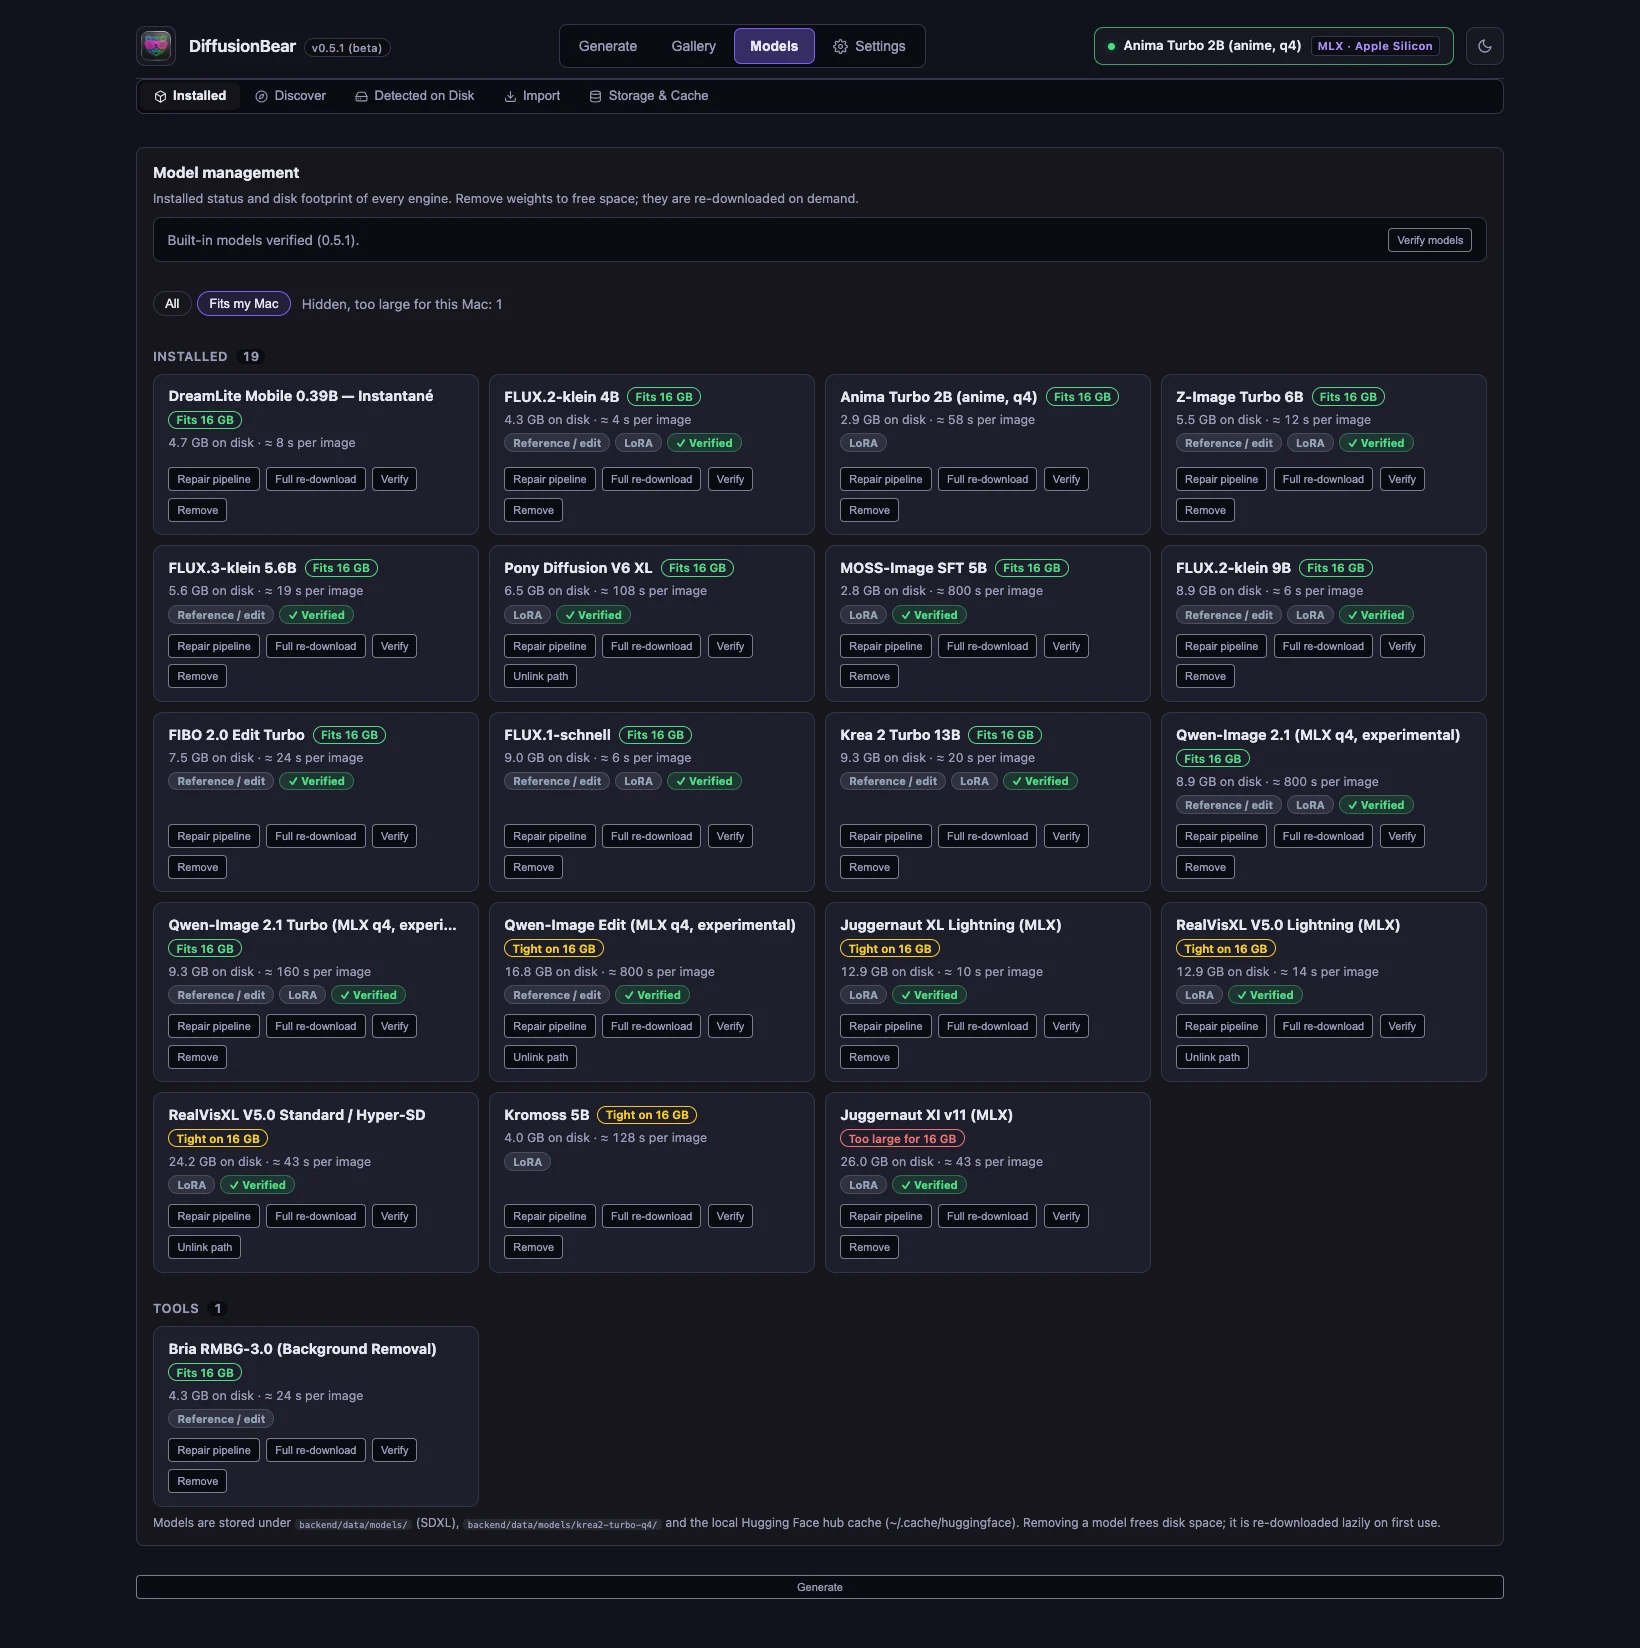 DiffusionBear v0.5.1 (beta)
Generate Gallery Models Settings
Anima Turbo 2B (anime, q4) MLX · Apple Silicon
Installed Discover Detected on Disk Import Storage & Cache
Model management
Installed status and disk footprint of every engine. Remove weights to free space; they are re-downloaded on demand.
Built-in models verified (0.5.1). Verify models
All Fits my Mac Hidden, too large for this Mac: 1
INSTALLED 19
DreamLite Mobile 0.39B — Instantané
Fits 16 GB
4.7 GB on disk · ≈ 8 s per image
Repair pipeline Full re-download Verify
Remove
FLUX.2-klein 4B Fits 16 GB
4.3 GB on disk · ≈ 4 s per image
Reference / edit LoRA ✓ Verified
Repair pipeline Full re-download Verify
Remove
Anima Turbo 2B (anime, q4) Fits 16 GB
2.9 GB on disk · ≈ 58 s per image
LoRA
Repair pipeline Full re-download Verify
Remove
Z-Image Turbo 6B Fits 16 GB
5.5 GB on disk · ≈ 12 s per image
Reference / edit LoRA ✓ Verified
Repair pipeline Full re-download Verify
Remove
FLUX.3-klein 5.6B Fits 16 GB
5.6 GB on disk · ≈ 19 s per image
Reference / edit ✓ Verified
Repair pipeline Full re-download Verify
Remove
Pony Diffusion V6 XL Fits 16 GB
6.5 GB on disk · ≈ 108 s per image
LoRA ✓ Verified
Repair pipeline Full re-download Verify
Unlink path
MOSS-Image SFT 5B Fits 16 GB
2.8 GB on disk · ≈ 800 s per image
LoRA ✓ Verified
Repair pipeline Full re-download Verify
Remove
FLUX.2-klein 9B Fits 16 GB
8.9 GB on disk · ≈ 6 s per image
Reference / edit LoRA ✓ Verified
Repair pipeline Full re-download Verify
Remove
FIBO 2.0 Edit Turbo Fits 16 GB
7.5 GB on disk · ≈ 24 s per image
Reference / edit ✓ Verified
Repair pipeline Full re-download Verify
Remove
FLUX.1-schnell Fits 16 GB
9.0 GB on disk · ≈ 6 s per image
Reference / edit LoRA ✓ Verified
Repair pipeline Full re-download Verify
Remove
Krea 2 Turbo 13B Fits 16 GB
9.3 GB on disk · ≈ 20 s per image
Reference / edit LoRA ✓ Verified
Repair pipeline Full re-download Verify
Remove
Qwen-Image 2.1 (MLX q4, experimental)
Fits 16 GB
8.9 GB on disk · ≈ 800 s per image
Reference / edit LoRA ✓ Verified
Repair pipeline Full re-download Verify
Remove
Qwen-Image 2.1 Turbo (MLX q4, experi...
Fits 16 GB
9.3 GB on disk · ≈ 160 s per image
Reference / edit LoRA ✓ Verified
Repair pipeline Full re-download Verify
Remove
Qwen-Image Edit (MLX q4, experimental)
Tight on 16 GB
16.8 GB on disk · ≈ 800 s per image
Reference / edit ✓ Verified
Repair pipeline Full re-download Verify
Unlink path
Juggernaut XL Lightning (MLX)
Tight on 16 GB
12.9 GB on disk · ≈ 10 s per image
LoRA ✓ Verified
Repair pipeline Full re-download Verify
Remove
RealVisXL V5.0 Lightning (MLX)
Tight on 16 GB
12.9 GB on disk · ≈ 14 s per image
LoRA ✓ Verified
Repair pipeline Full re-download Verify
Unlink path
RealVisXL V5.0 Standard / Hyper-SD
Tight on 16 GB
24.2 GB on disk · ≈ 43 s per image
LoRA ✓ Verified
Repair pipeline Full re-download Verify
Unlink path
Kromoss 5B Tight on 16 GB
4.0 GB on disk · ≈ 128 s per image
LoRA
Repair pipeline Full re-download Verify
Remove
Juggernaut XI v11 (MLX)
Too large for 16 GB
26.0 GB on disk · ≈ 43 s per image
LoRA ✓ Verified
Repair pipeline Full re-download Verify
Remove
TOOLS 1
Bria RMBG-3.0 (Background Removal)
Fits 16 GB
4.3 GB on disk · ≈ 24 s per image
Reference / edit
Repair pipeline Full re-download Verify
Remove
Models are stored under backend/data/models/ (SDXL), backend/data/models/krea2-turbo-q4/ and the local Hugging Face hub cache (~/.cache/huggingface). Removing a model frees disk space; it is re-downloaded lazily on first use.
Generate